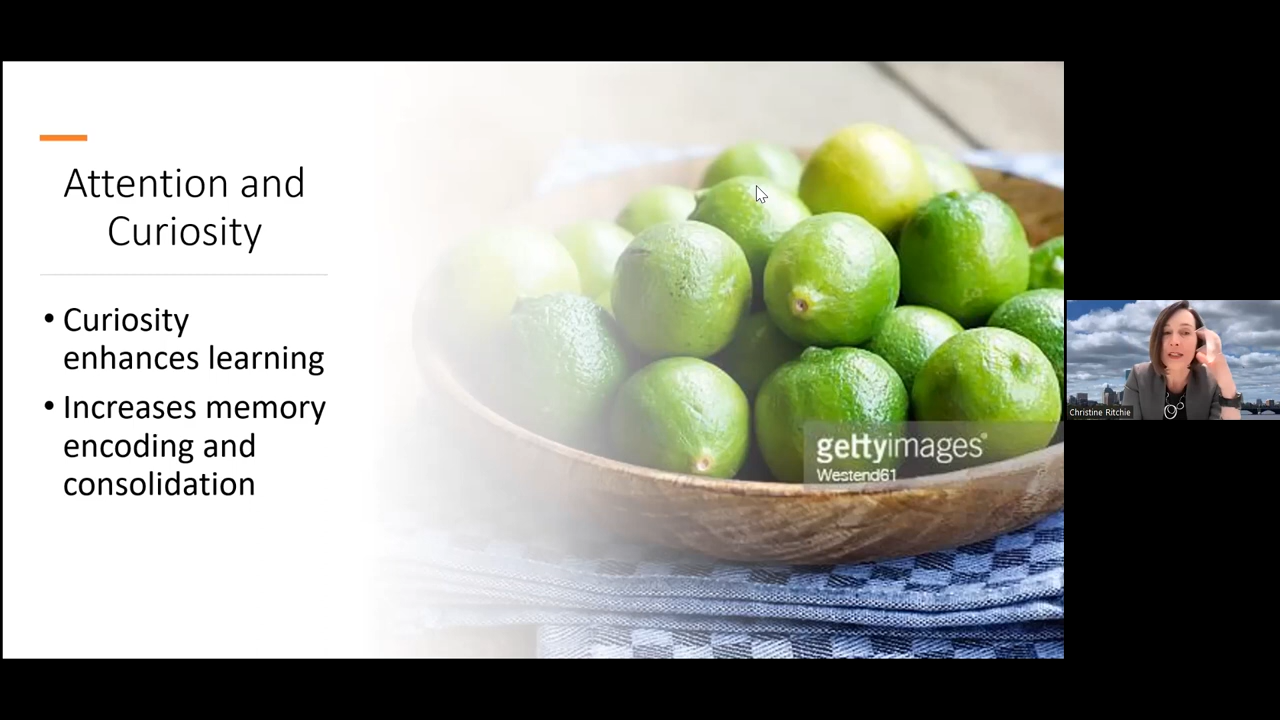 Attention and
Curiosity
• Curiosity
enhances learning
• Increases memory
encoding and
consolidation
gettyimages®
Westend61
Christine Ritchie